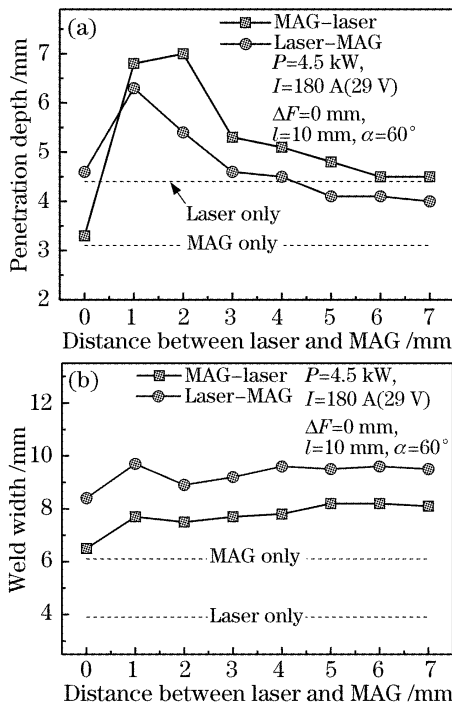 (a)
MAG-laser
Laser-MAG
P=4.5 kW,
I=180 A(29 V)
ΔF=0 mm,
l=10 mm, α=60°
Laser only
MAG only
Penetration depth /mm
7
6
5
4
3
2
0 1 2 3 4 5 6 7
Distance between laser and MAG /mm
(b)
MAG-laser P=4.5 kW,
Laser-MAG I=180 A(29 V)
ΔF=0 mm,
l=10 mm, α=60°
MAG only
Laser only
Weld width /mm
12
10
8
6
4
0 1 2 3 4 5 6 7
Distance between laser and MAG /mm